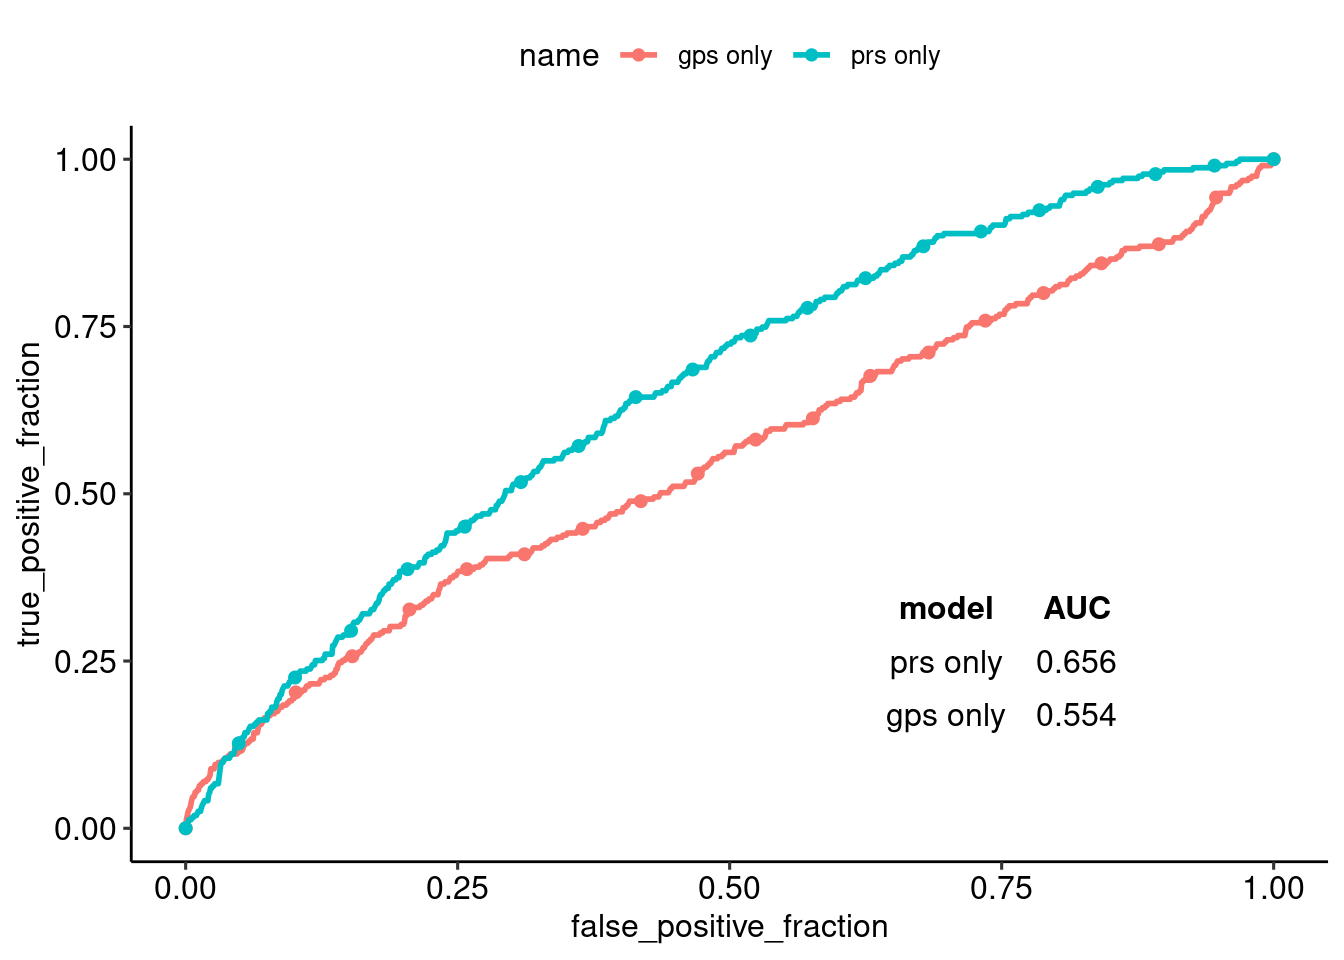 name gps only prs only
1.00
0.75
0.50
0.25
0.00
true_positive_fraction
model AUC
prs only 0.656
gps only 0.554
0.00 0.25 0.50 0.75 1.00
false_positive_fraction